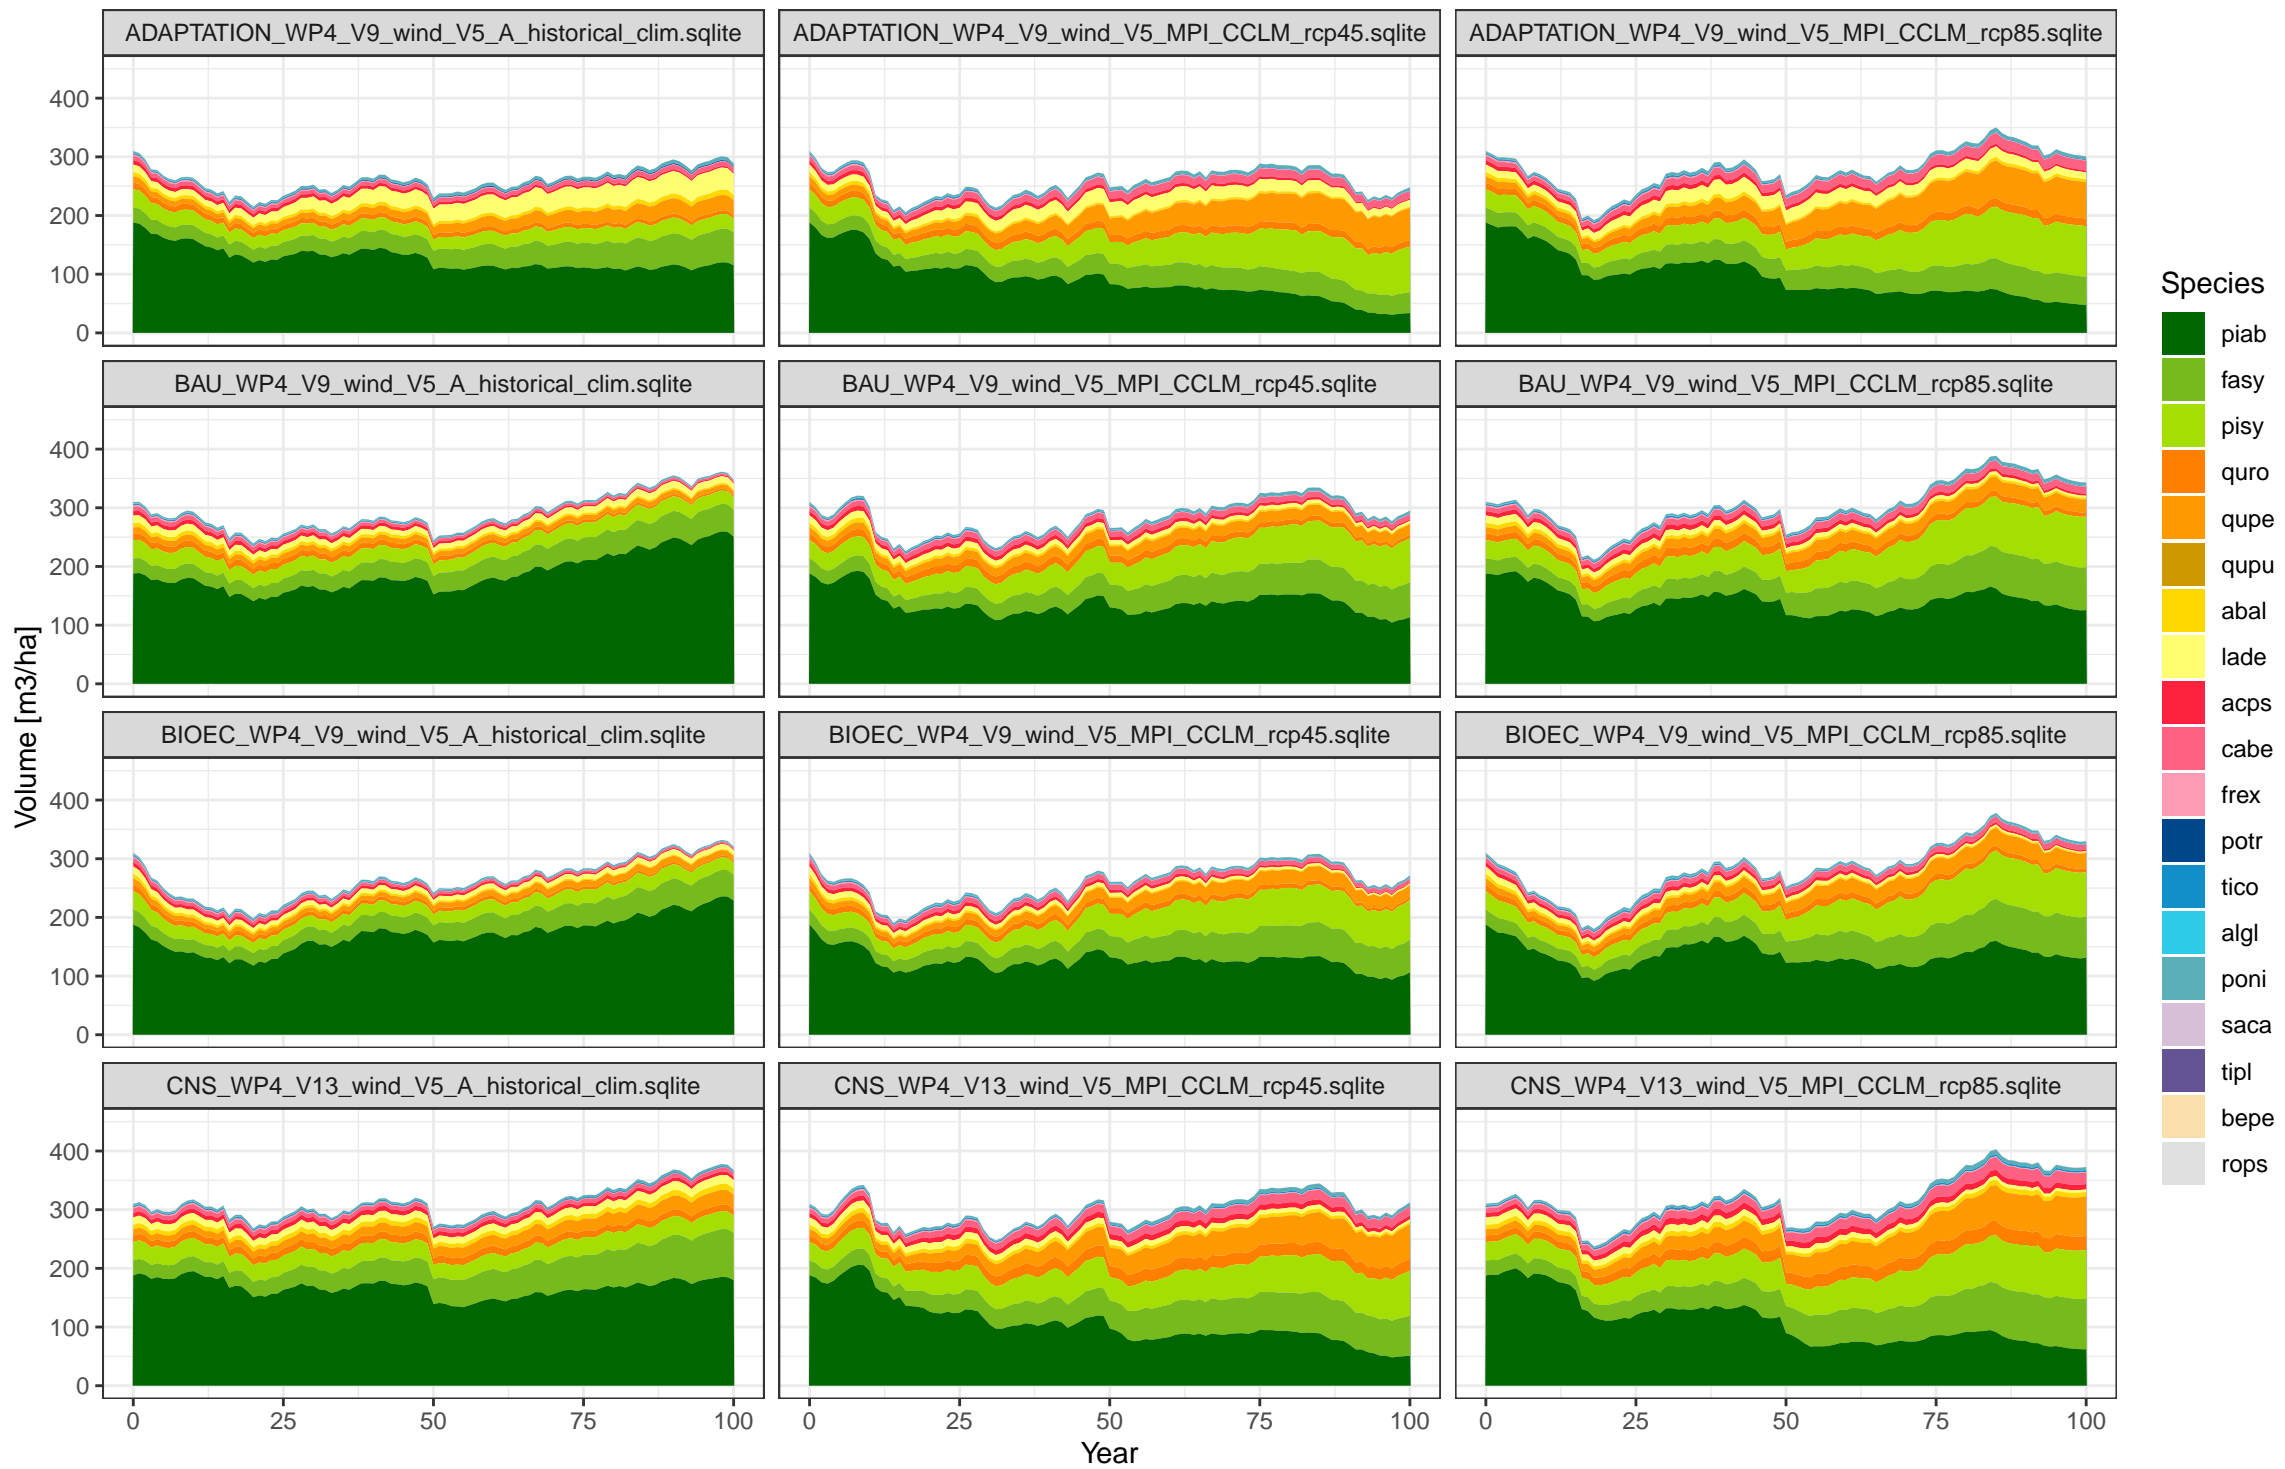 ADAPTATION_WP4_V9_wind_V5_A_historical_clim.sqlite
ADAPTATION_WP4_V9_wind_V5_MPI_CCLM_rcp45.sqlite
ADAPTATION_WP4_V9_wind_V5_MPI_CCLM_rcp85.sqlite
400
300
200
100
0
BAU_WP4_V9_wind_V5_A_historical_clim.sqlite
BAU_WP4_V9_wind_V5_MPI_CCLM_rcp45.sqlite
BAU_WP4_V9_wind_V5_MPI_CCLM_rcp85.sqlite
400
300
200
100
0
BIOEC_WP4_V9_wind_V5_A_historical_clim.sqlite
BIOEC_WP4_V9_wind_V5_MPI_CCLM_rcp45.sqlite
BIOEC_WP4_V9_wind_V5_MPI_CCLM_rcp85.sqlite
400
300
200
100
0
CNS_WP4_V13_wind_V5_A_historical_clim.sqlite
CNS_WP4_V13_wind_V5_MPI_CCLM_rcp45.sqlite
CNS_WP4_V13_wind_V5_MPI_CCLM_rcp85.sqlite
400
300
200
100
0
0 25 50 75 100
0 25 50 75 100
0 25 50 75 100
Year
Volume [m3/ha]
Species
piab
fasy
pisy
quro
qupe
qupu
abal
lade
acps
cabe
frex
potr
tico
algl
poni
saca
tipl
bepe
rops